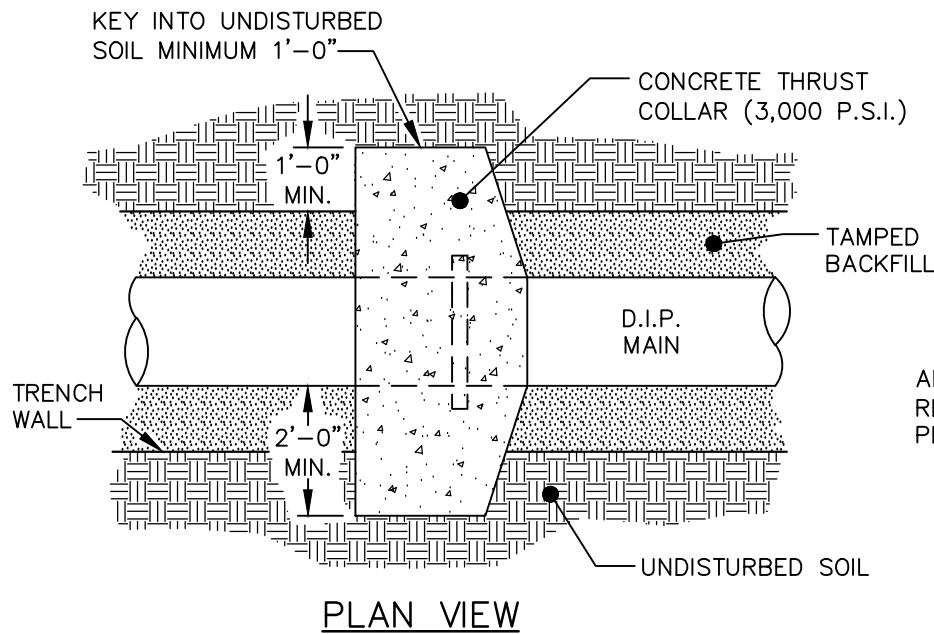 KEY INTO UNDISTURBED
SOIL MINIMUM 1'-0"
CONCRETE THRUST
COLLAR (3,000 P.S.I.)
1'-0"
MIN.
TAMPED
BACKFILL
D.I.P.
MAIN
TRENCH
WALL
2'-0"
MIN.
UNDISTURBED SOIL
PLAN VIEW